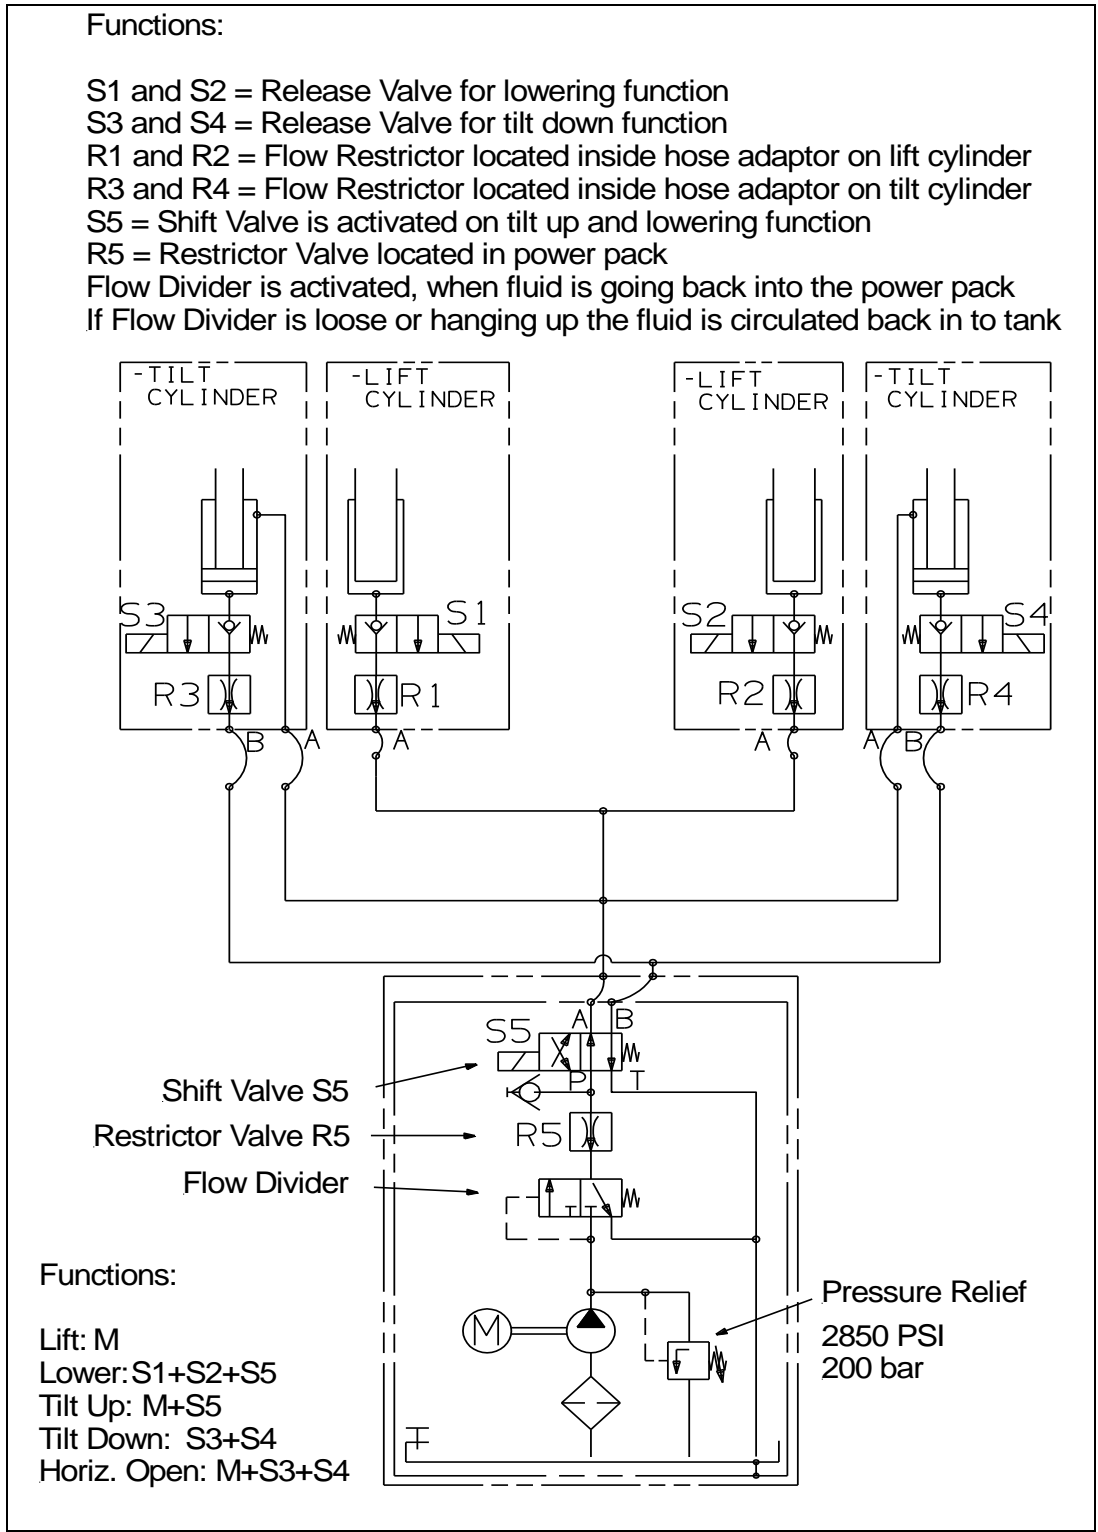 Functions:
S1 and S2 = Release Valve for lowering function
S3 and S4 = Release Valve for tilt down function
R1 and R2 = Flow Restrictor located inside hose adaptor on lift cylinder
R3 and R4 = Flow Restrictor located inside hose adaptor on tilt cylinder
S5 = Shift Valve is activated on tilt up and lowering function
R5 = Restrictor Valve located in power pack
Flow Divider is activated, when fluid is going back into the power pack
If Flow Divider is loose or hanging up the fluid is circulated back in to tank
-TILT
CYLINDER
-LIFT
CYLINDER
-LIFT
CYLINDER
-TILT
CYLINDER
S3
S1
S2
S4
R3
R1
R2
R4
B
A
A
A
A
B
A
B
S5
P
T
Shift Valve S5
Restrictor Valve R5
R5
Flow Divider
Functions:
Lift: M
Lower: S1+S2+S5
Tilt Up: M+S5
Tilt Down: S3+S4
Horiz. Open: M+S3+S4
M
Pressure Relief
2850 PSI
200 bar